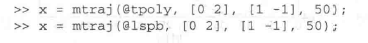 >> x = mtraj(@tpoly, [0 2], [1 -1], 50);
>> x = mtraj(@lspb, [0 2], [1 -1], 50);